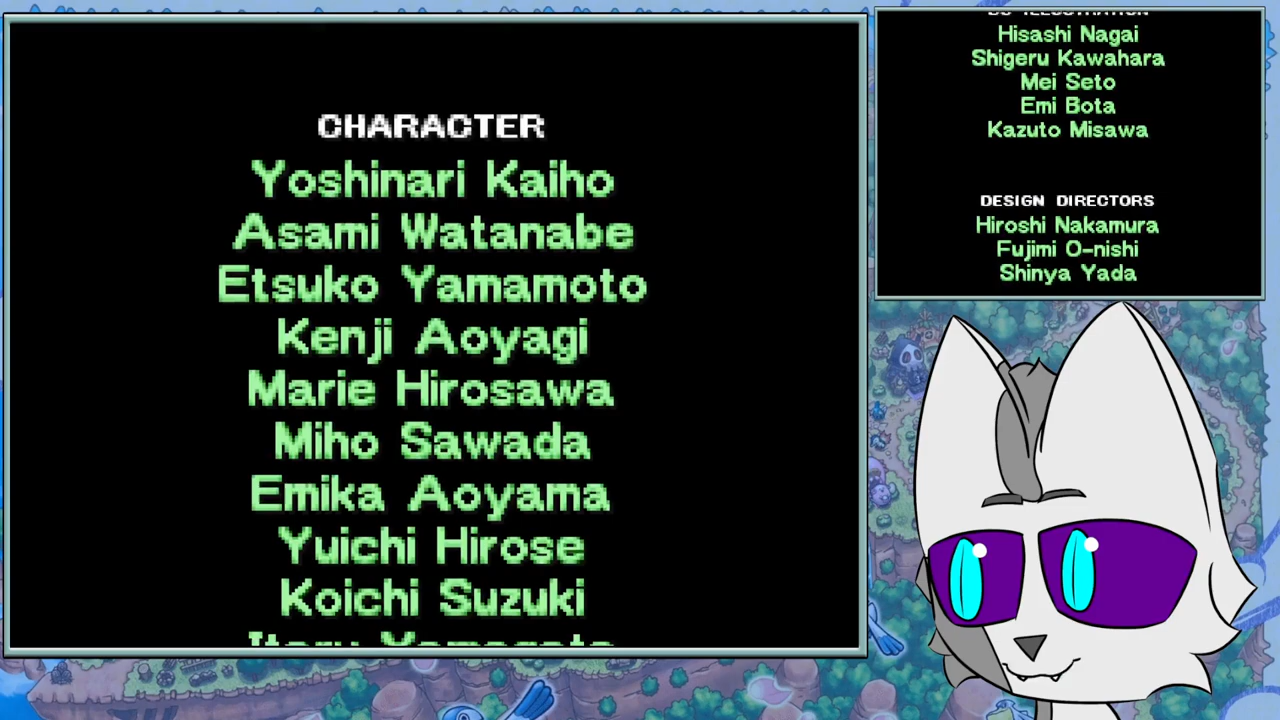 CHARACTER
Yoshinari Kaiho
Asami Watanabe
Etsuko Yamamoto
Kenji Aoyagi
Marie Hirosawa
Miho Sawada
Emika Aoyama
Yuichi Hirose
Koichi Suzuki
Hisashi Nagai
Shigeru Kawahara
Mei Seto
Emi Bota
Kazuto Misawa
DESIGN DIRECTORS
Hiroshi Nakamura
Fujimi O-nishi
Shinya Yada